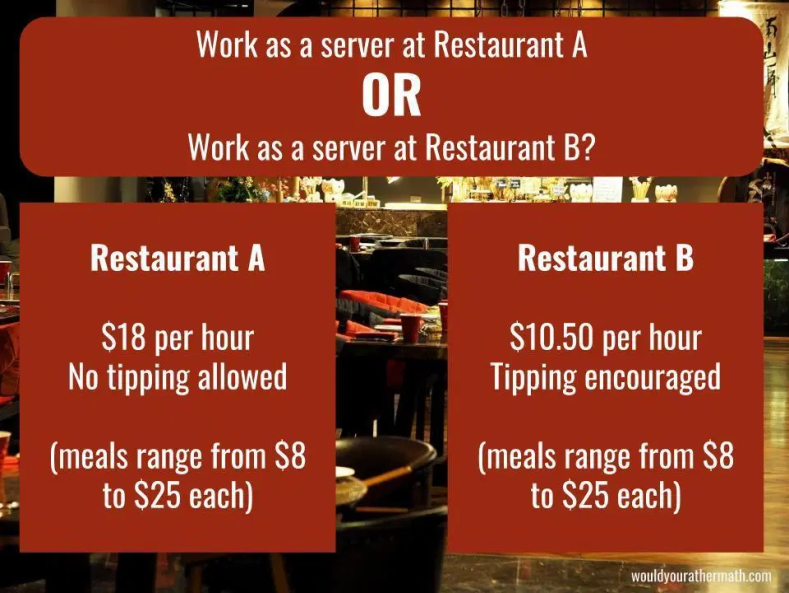 Work as a server at Restaurant A
OR
Work as a server at Restaurant B?
Restaurant A
$18 per hour
No tipping allowed
(meals range from $8
to $25 each)
Restaurant B
$10.50 per hour
Tipping encouraged
(meals range from $8
to $25 each)
wouldyourathermath.com